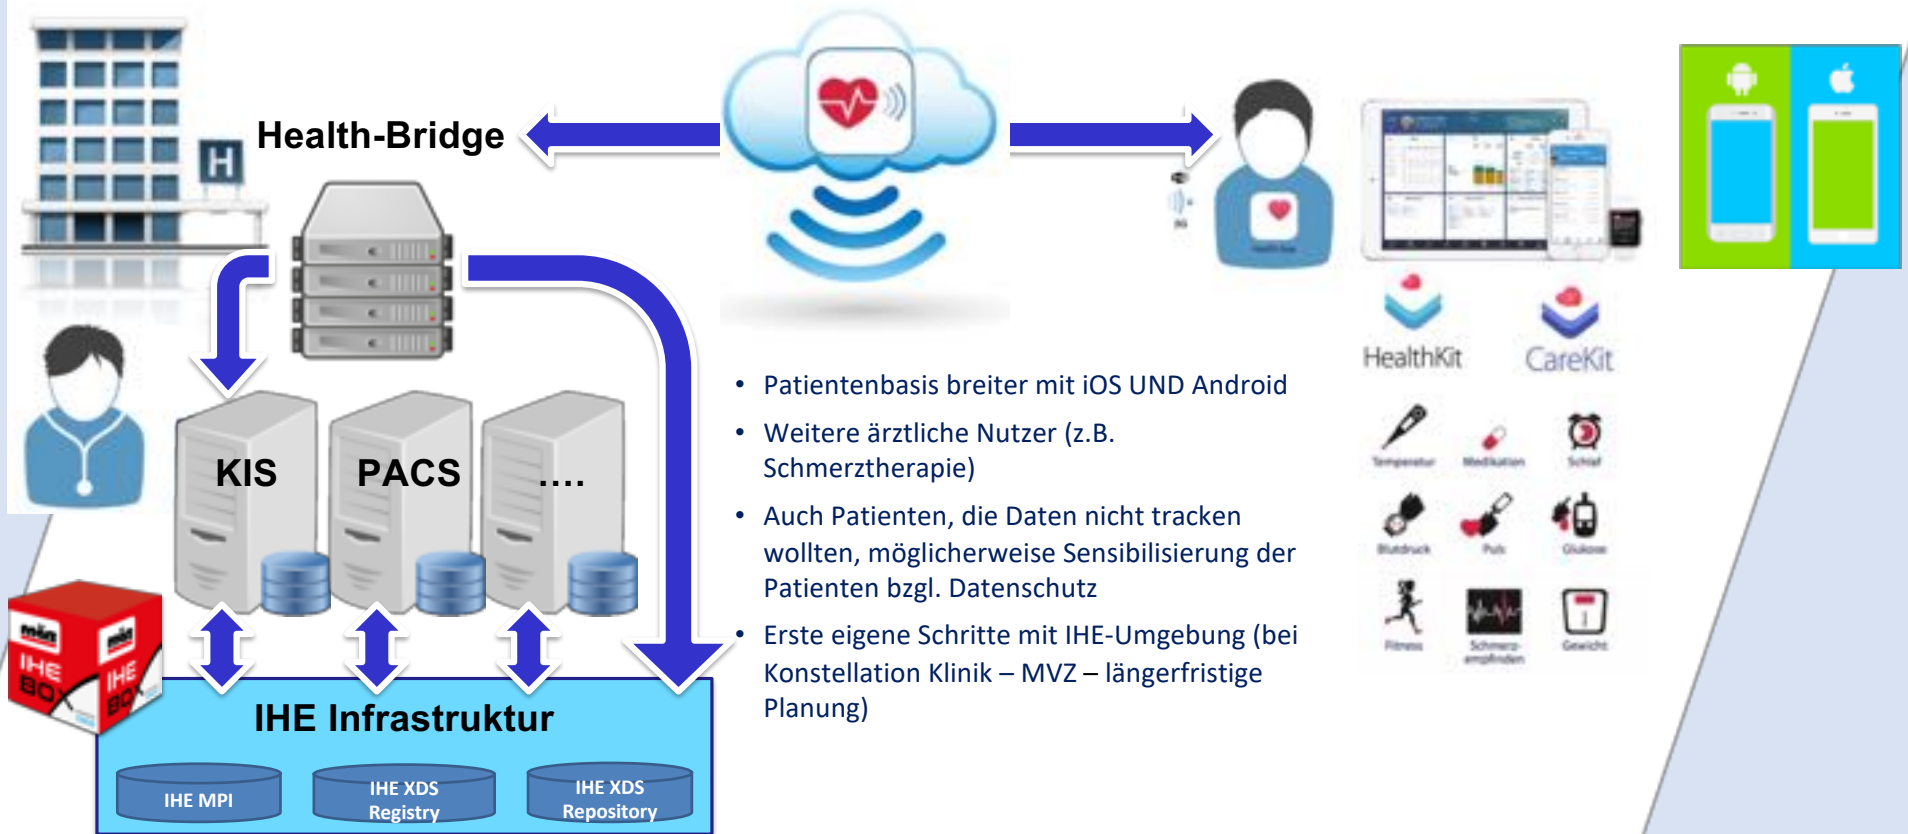 H
Health-Bridge
KIS
PACS
....
märz
IHE
BOX
märz
IHE
BOX
IHE Infrastruktur
IHE MPI
IHE XDS
Registry
IHE XDS
Repository
• Patientenbasis breiter mit iOS UND Android
• Weitere ärztliche Nutzer (z.B.
Schmerztherapie)
• Auch Patienten, die Daten nicht tracken
wollten, möglicherweise Sensibilisierung der
Patienten bzgl. Datenschutz
• Erste eigene Schritte mit IHE-Umgebung (bei
Konstellation Klinik – MVZ – längerfristige
Planung)
HealthKit
CareKit
Temperatur
Medikation
Schlaf
Blutdruck
Puls
Glukose
Fitness
Schmerz-
empfinden
Gewicht